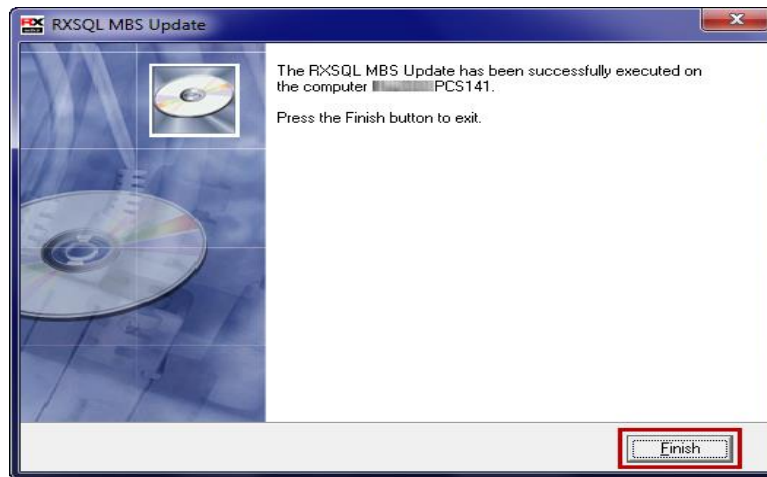 RX
RXSQL MBS Update
The RXSQL MBS Update has been successfully executed on
the computer PCS141.
Press the Finish button to exit.
Finish